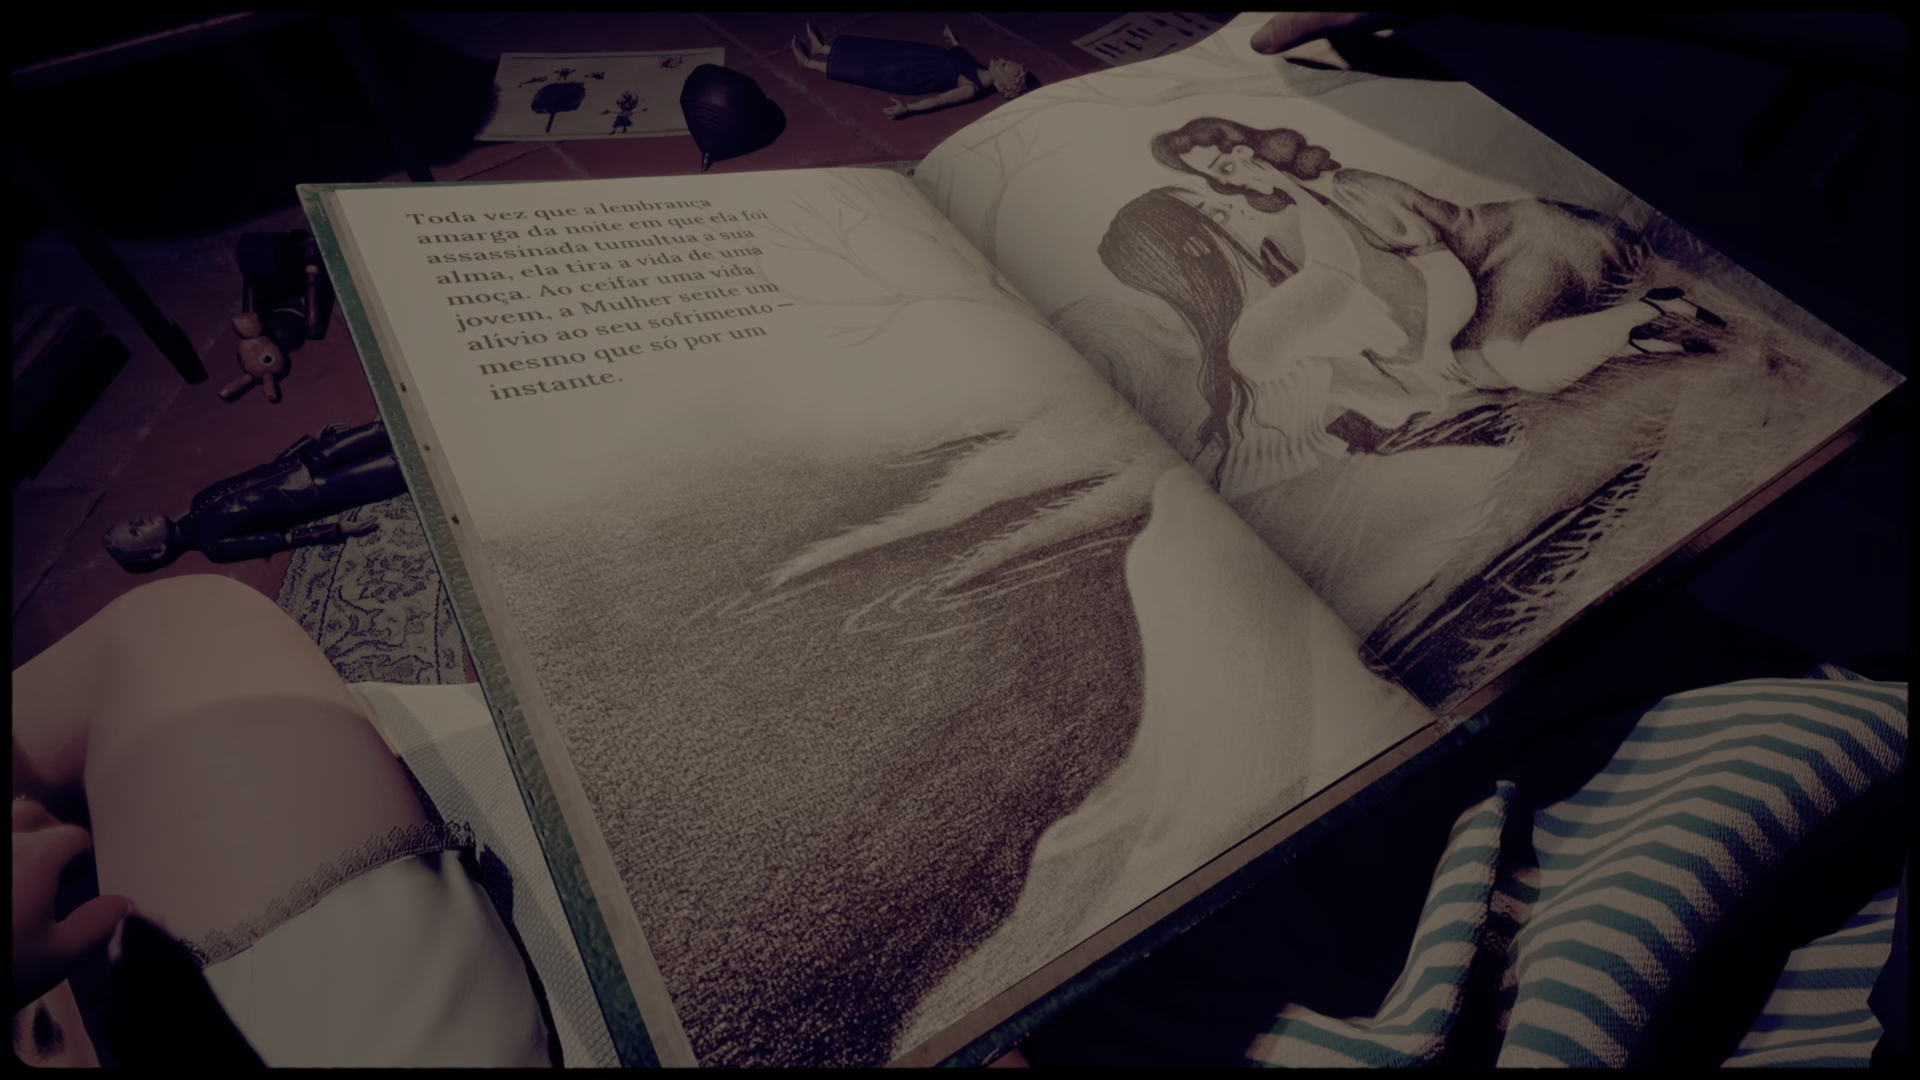 Toda vez que a lembrança
amarga da noite em que ela foi
assassinada tumultua a sua
alma, ela tira a vida de uma
moça. Ao ceifar uma vida
jovem, a Mulher sente um
alívio ao seu sofrimento —
mesmo que só por um
instante.